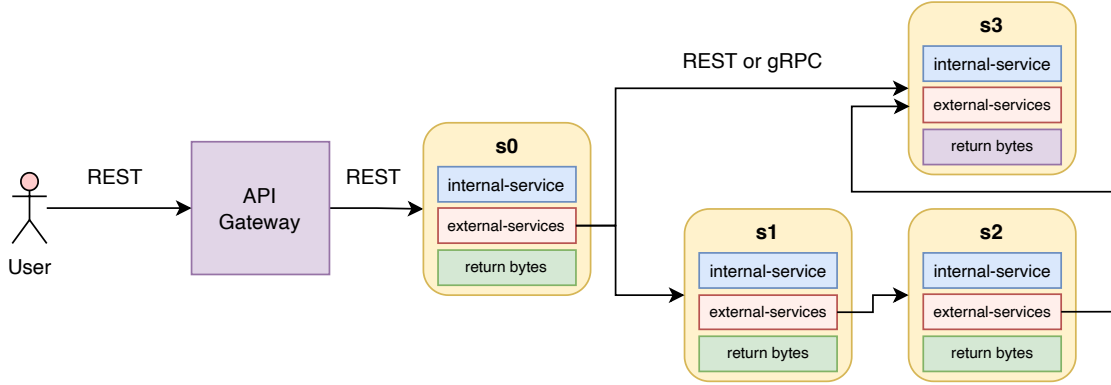 User
REST
API
Gateway
REST
s0
internal-service
external-services
return bytes
REST or gRPC
s3
internal-service
external-services
return bytes
s1
internal-service
external-services
return bytes
s2
internal-service
external-services
return bytes